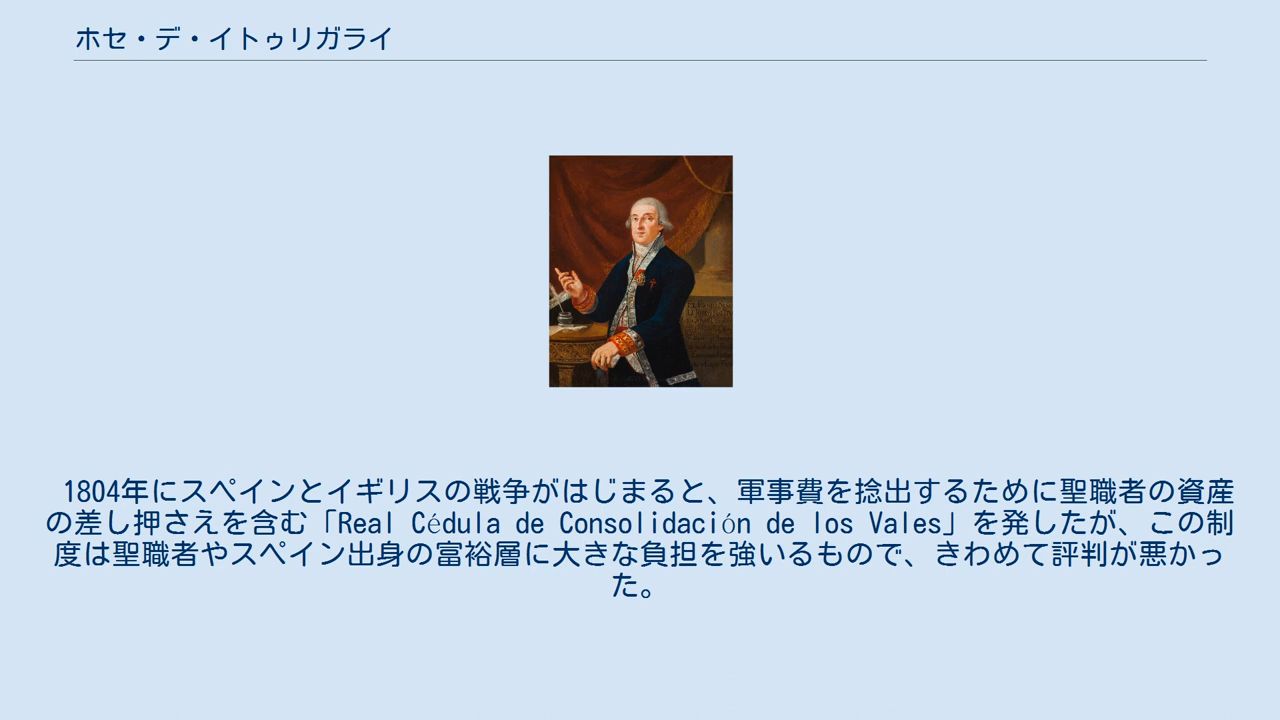 ホセ・デ・イトゥリガライ
1804年にスペインとイギリスの戦争がはじまると、軍事費を捻出するために聖職者の資産
の差し押さえを含む「Real Cédula de Consolidación de los Vales」を発したが、この制
度は聖職者やスペイン出身の富裕層に大きな負担を強いるもので、きわめて評判が悪かっ
た。